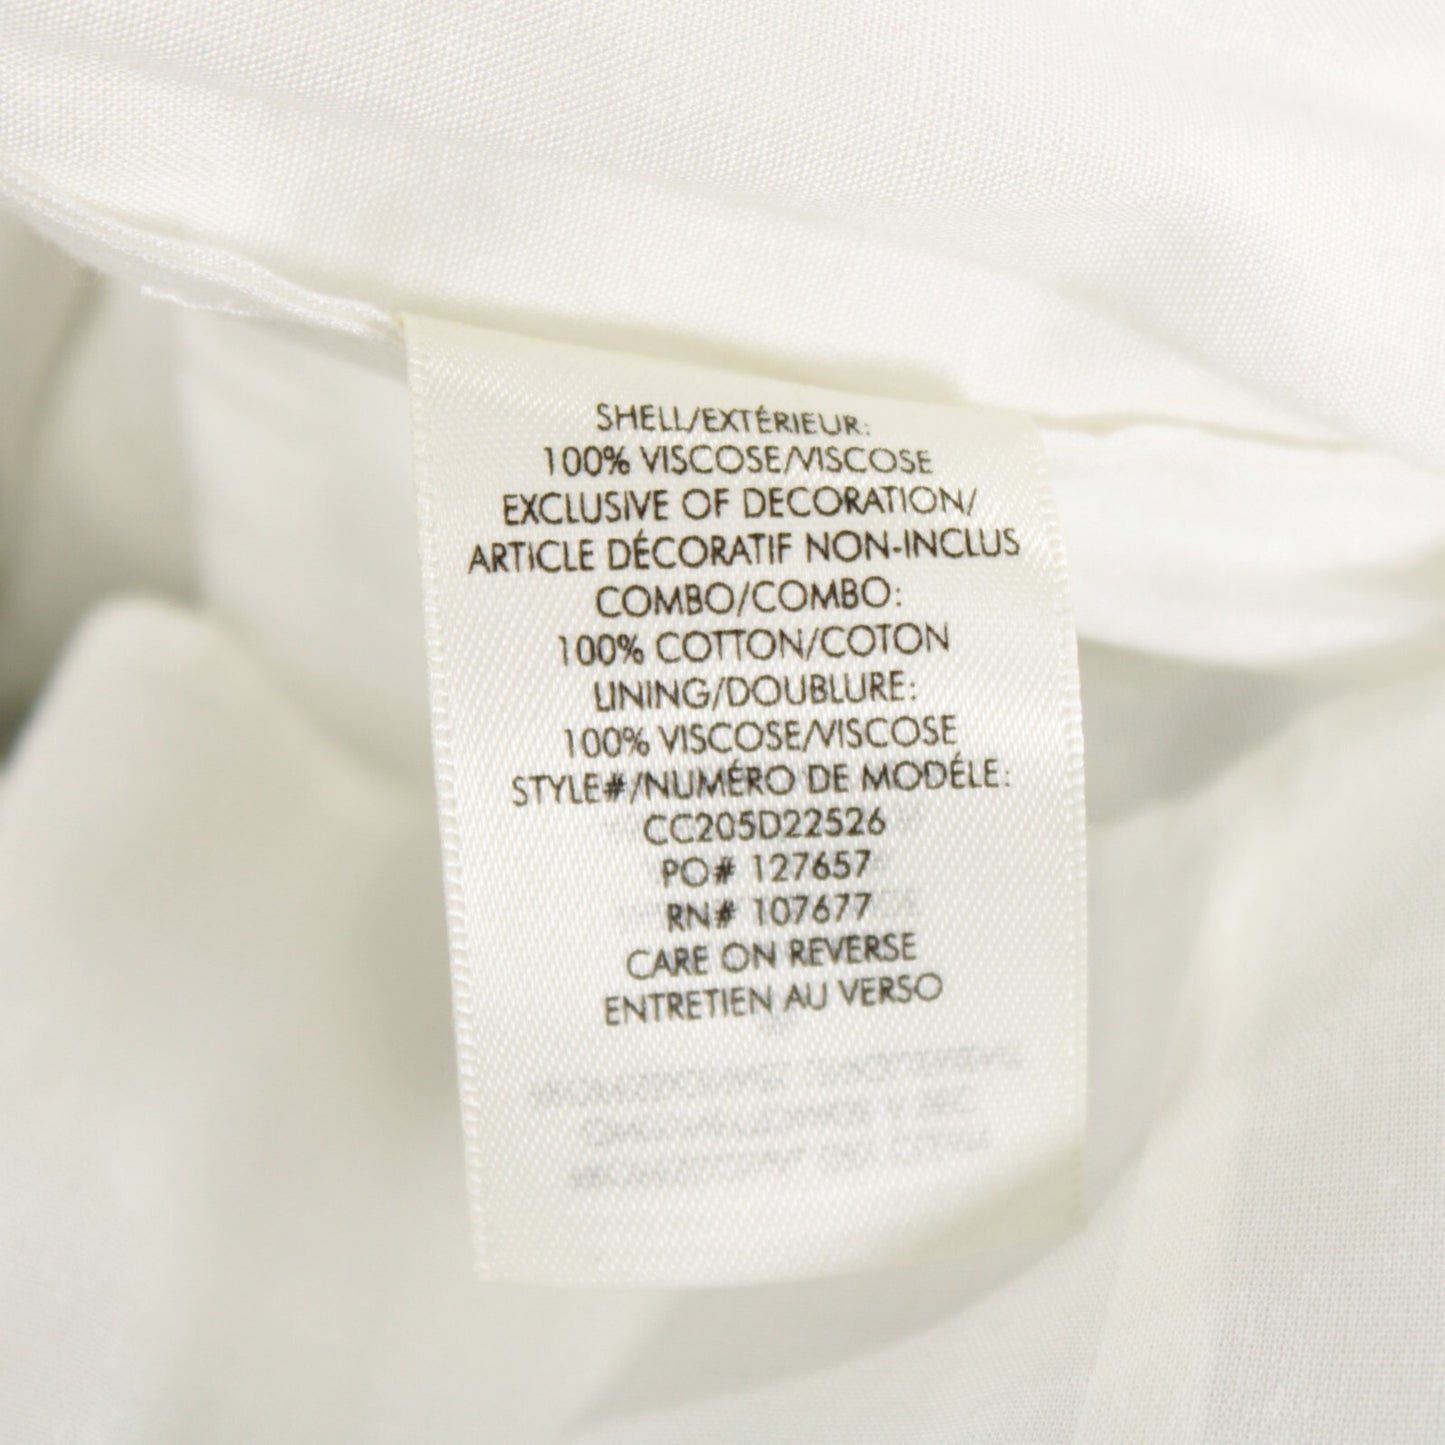 SHELL/EXTÉRIEUR:
100% VISCOSE/VISCOSE
EXCLUSIVE OF DECORATION/
ARTICLE DÉCORATIF NON-INCLUS
COMBO/COMBO:
100% COTTON/COTON
LINING/DOUBLURE:
100% VISCOSE/VISCOSE
STYLE#/NUMÉRO DE MODÉLE:
CC205D22526
PO# 127657
RN# 107677
CARE ON REVERSE
ENTRETIEN AU VERSO